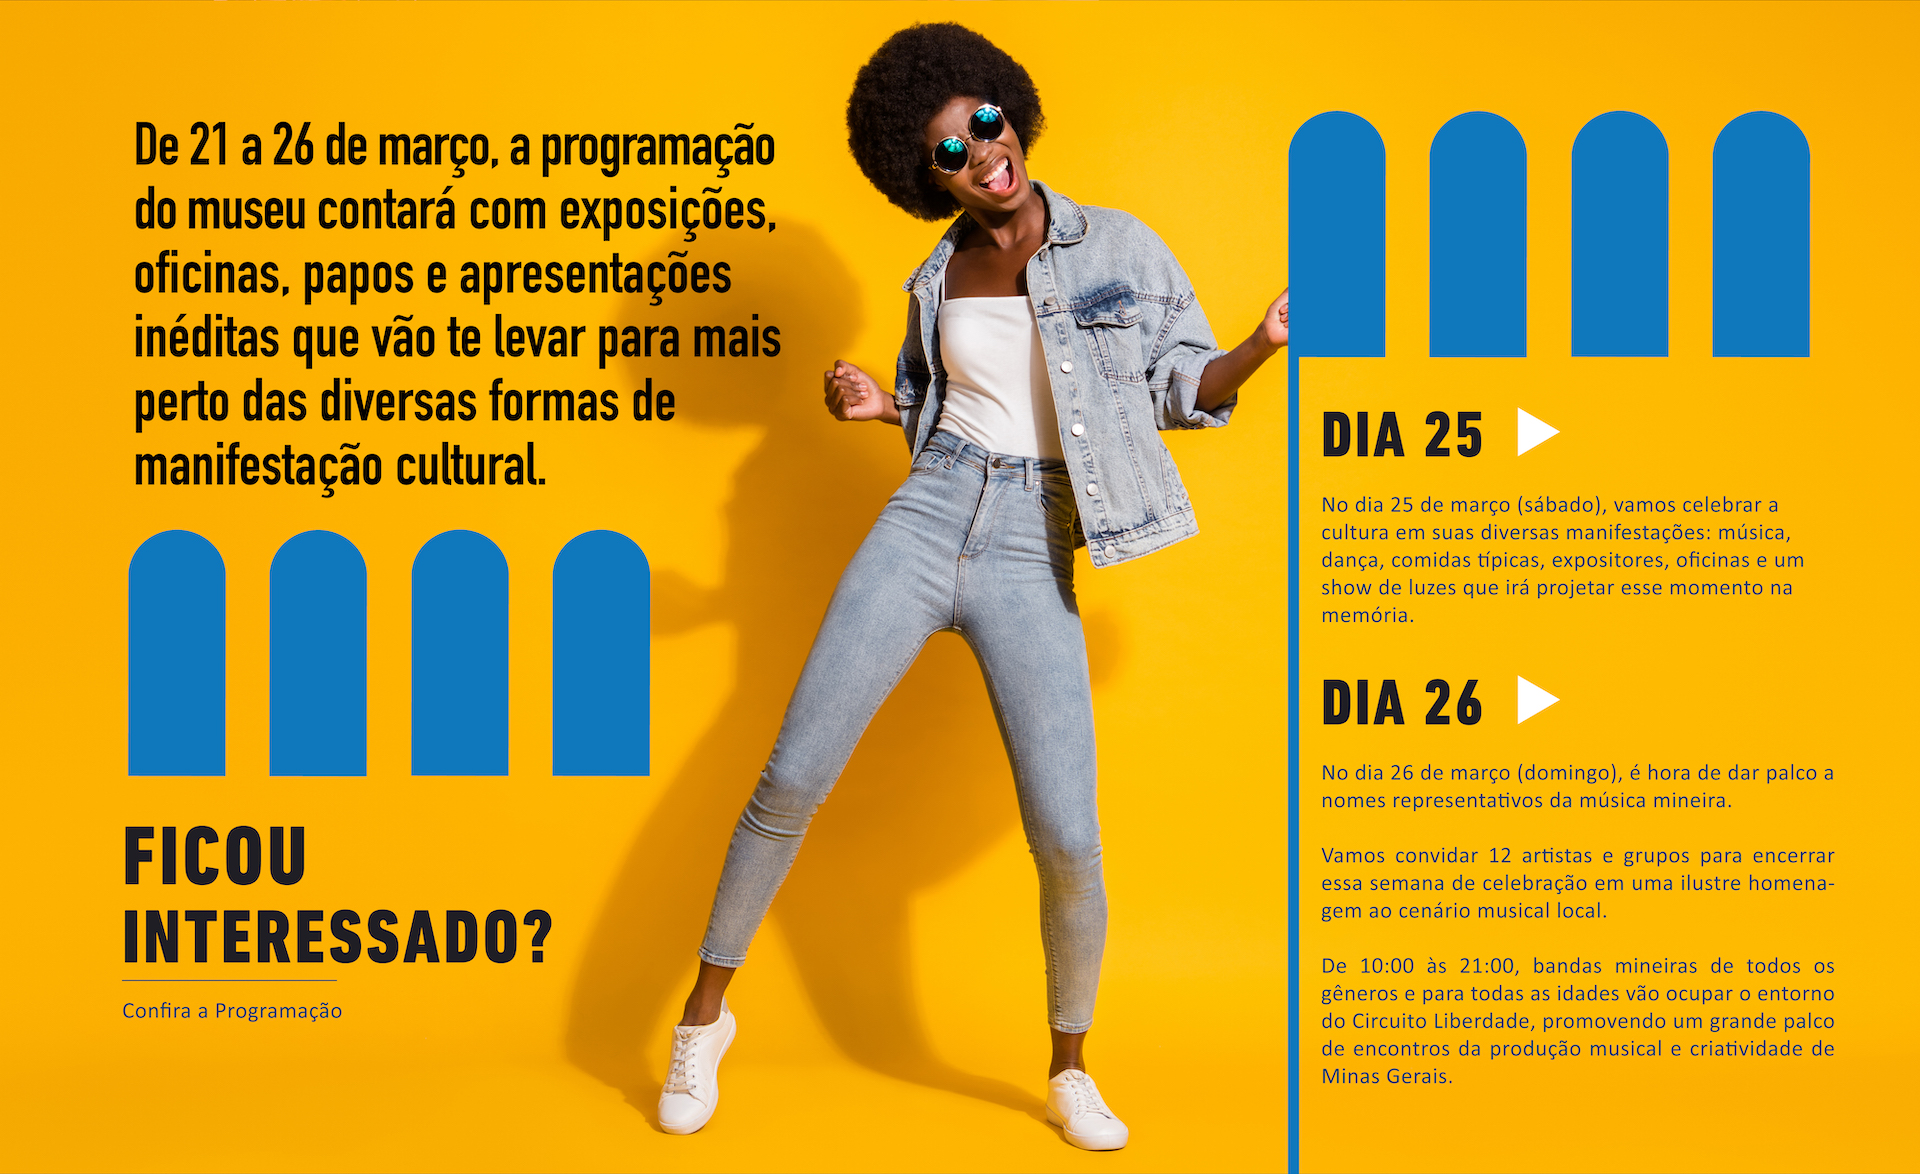 De 21 a 26 de março, a programação
do museu contará com exposições,
oficinas, papos e apresentações
inéditas que vão te levar para mais
perto das diversas formas de
manifestação cultural.
FICOU
INTERESSADO?
Confira a Programação
DIA 25
No dia 25 de março (sábado), vamos celebrar a
cultura em suas diversas manifestações: música,
dança, comidas típicas, expositores, oficinas e um
show de luzes que irá projetar esse momento na
memória.
DIA 26
No dia 26 de março (domingo), é hora de dar palco a
nomes representativos da música mineira.
Vamos convidar 12 artistas e grupos para encerrar
essa semana de celebração em uma ilustre homena-
gem ao cenário musical local.
De 10:00 às 21:00, bandas mineiras de todos os
gêneros e para todas as idades vão ocupar o entorno
do Circuito Liberdade, promovendo um grande palco
de encontros da produção musical e criatividade de
Minas Gerais.